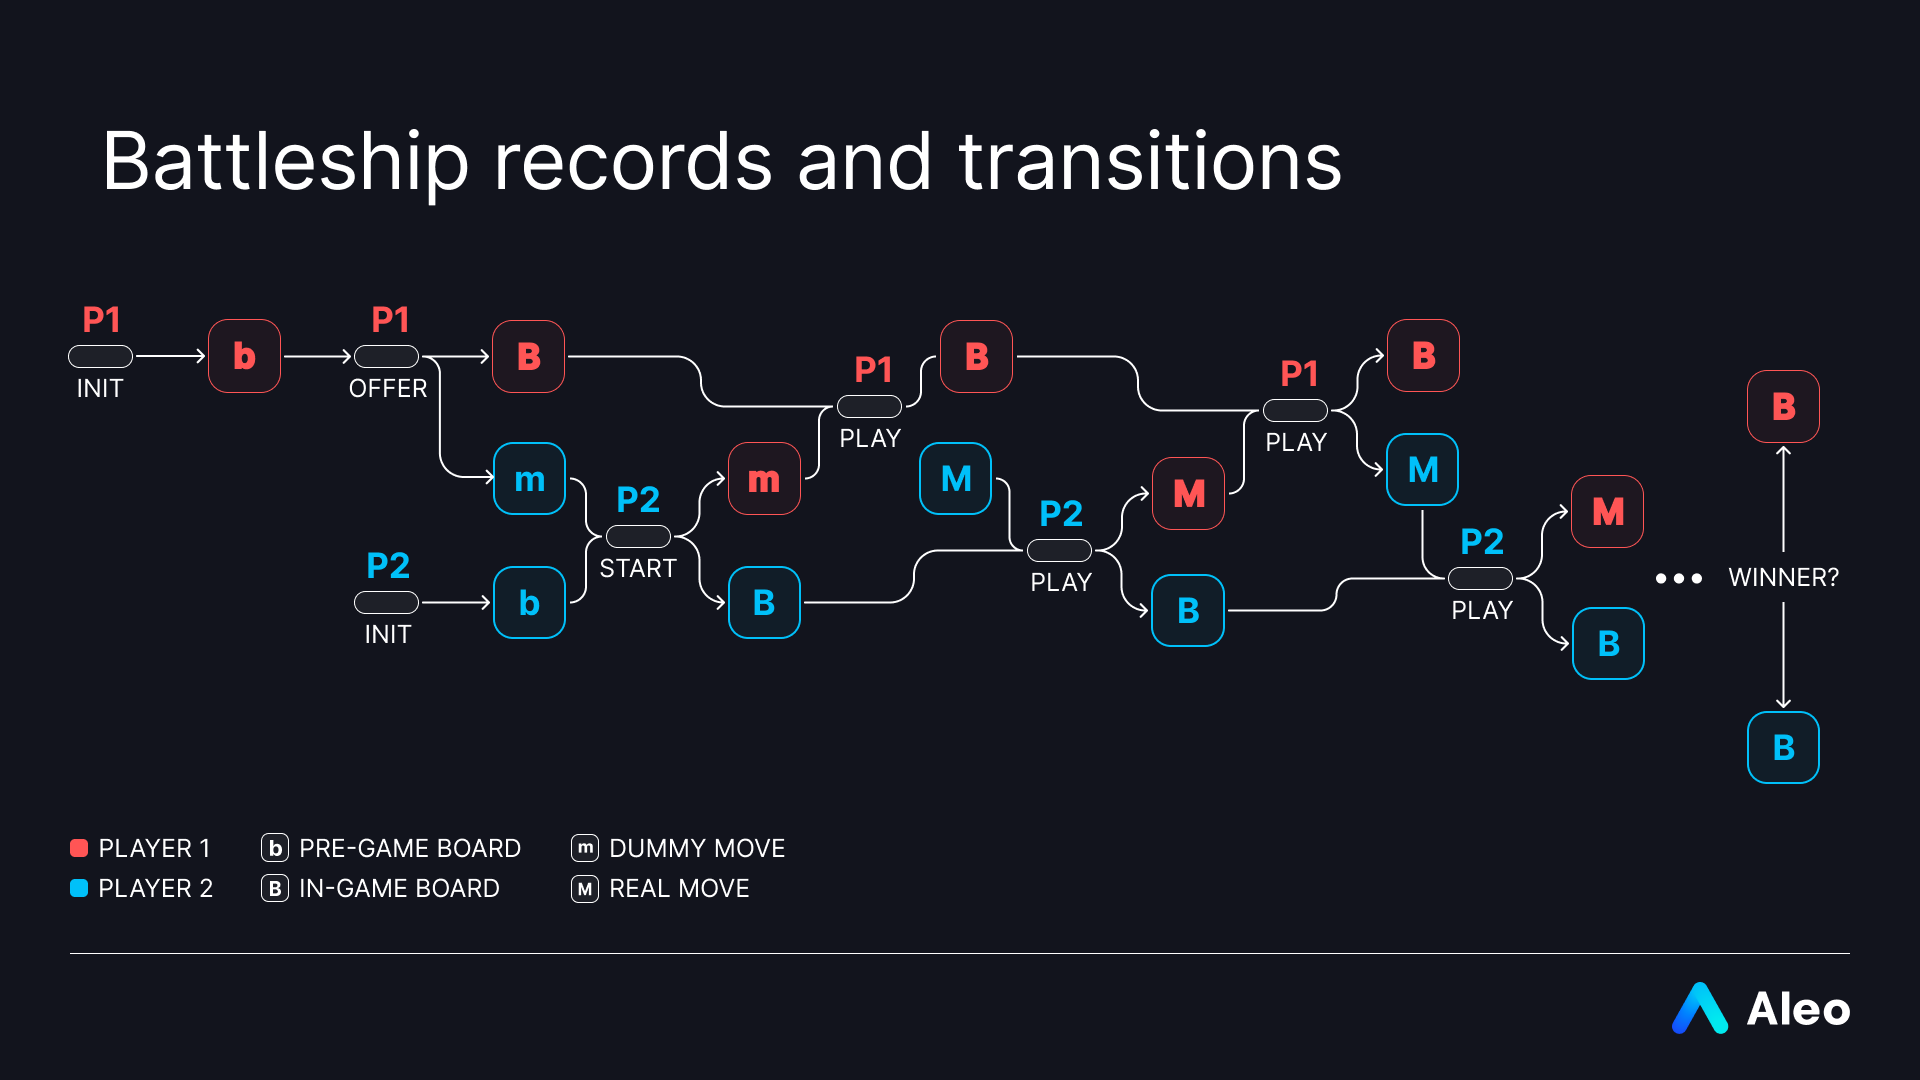 Battleship records and transitions
P1
INIT
b
P1
OFFER
B
m
P2
INIT
b
P2
START
m
B
P1
PLAY
B
M
P2
PLAY
M
B
P1
PLAY
B
M
P2
PLAY
M
B
WINNER?
B
B
PLAYER 1
b PRE-GAME BOARD
m DUMMY MOVE
PLAYER 2
B IN-GAME BOARD
M REAL MOVE
Aleo